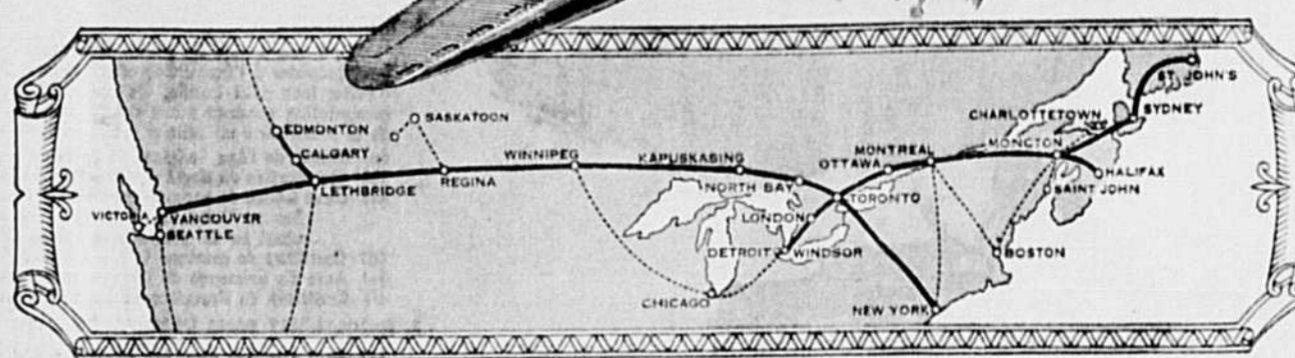 ST. JOHN'S
SYDNEY
CHARLOTTETOWN
EDMONTON
SASKATOON
CALGARY
WINNIPEG
KAPUSKASING
MONTREAL
MONCTON
OTTAWA
HALIFAX
LETHBRIDGE
REGINA
NORTH BAY
SAINT JOHN
TORONTO
VICTORIA
VANCOUVER
LONDON
SEATTLE
DETROIT
WINDSOR
BOSTON
CHICAGO
NEW YORK